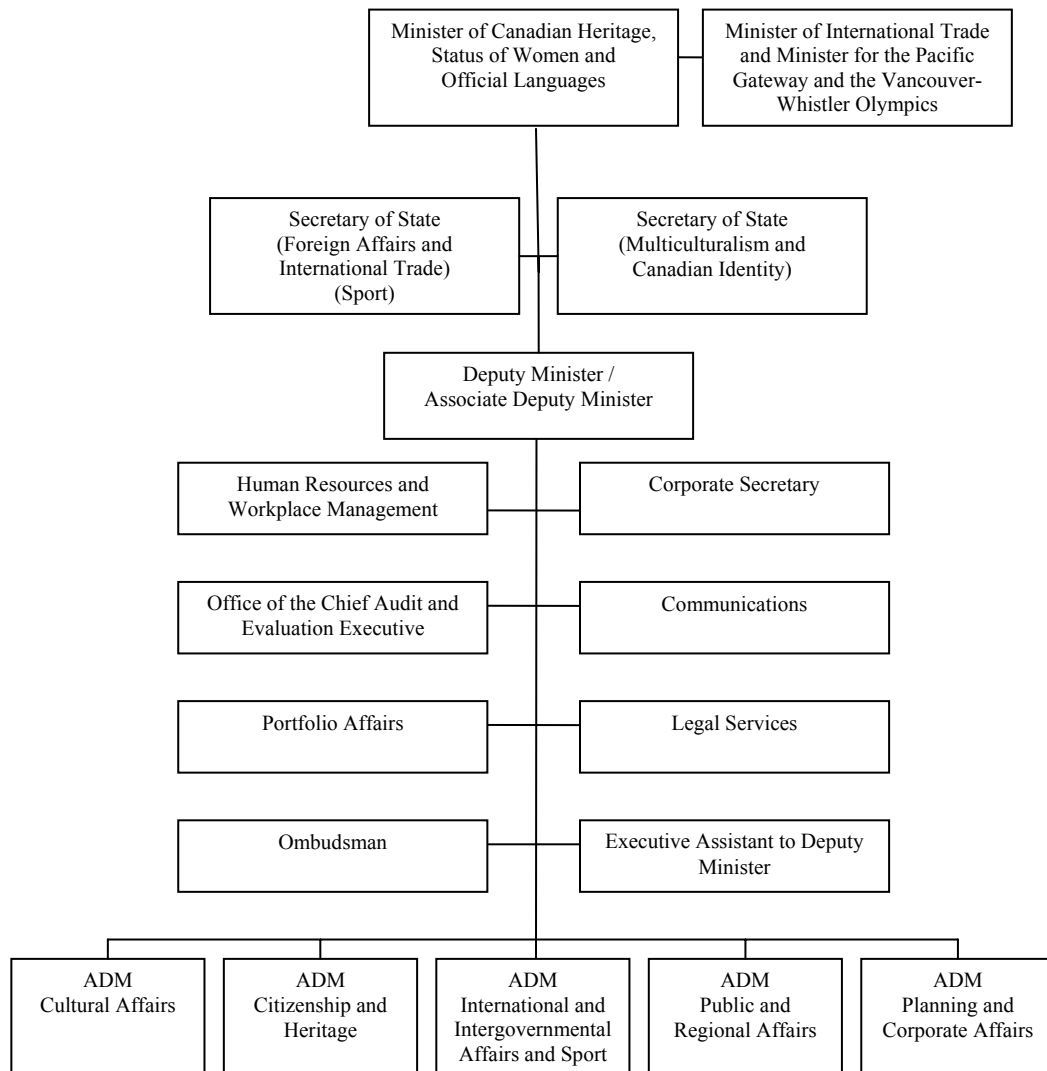 Minister of Canadian Heritage,
Status of Women and
Official Languages
Minister of International Trade
and Minister for the Pacific
Gateway and the Vancouver-
Whistler Olympics
Secretary of State
(Foreign Affairs and
International Trade)
(Sport)
Secretary of State
(Multiculturalism and
Canadian Identity)
Deputy Minister /
Associate Deputy Minister
Human Resources and
Workplace Management
Corporate Secretary
Office of the Chief Audit and
Evaluation Executive
Communications
Portfolio Affairs
Legal Services
Ombudsman
Executive Assistant to Deputy
Minister
ADM
Cultural Affairs
ADM
Citizenship and
Heritage
ADM
International and
Intergovernmental
Affairs and Sport
ADM
Public and
Regional Affairs
ADM
Planning and
Corporate Affairs